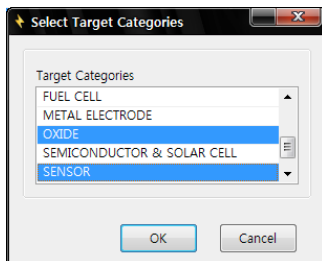 Select Target Categories
Target Categories
FUEL CELL
METAL ELECTRODE
OXIDE
SEMICONDUCTOR & SOLAR CELL
SENSOR
OK
Cancel